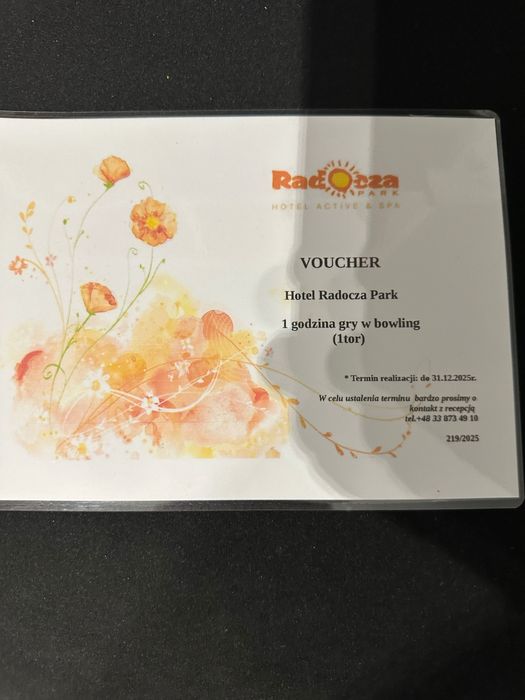 Radocza
PARK
HOTEL ACTIVE & SPA
VOUCHER
Hotel Radocza Park
1 godzina gry w bowling
(1tor)
* Termin realizacji: do 31.12.2025r.
W celu ustalenia terminu bardzo prosimy o
kontakt z recepcją
tel.+48 33 873 49 10
219/2025